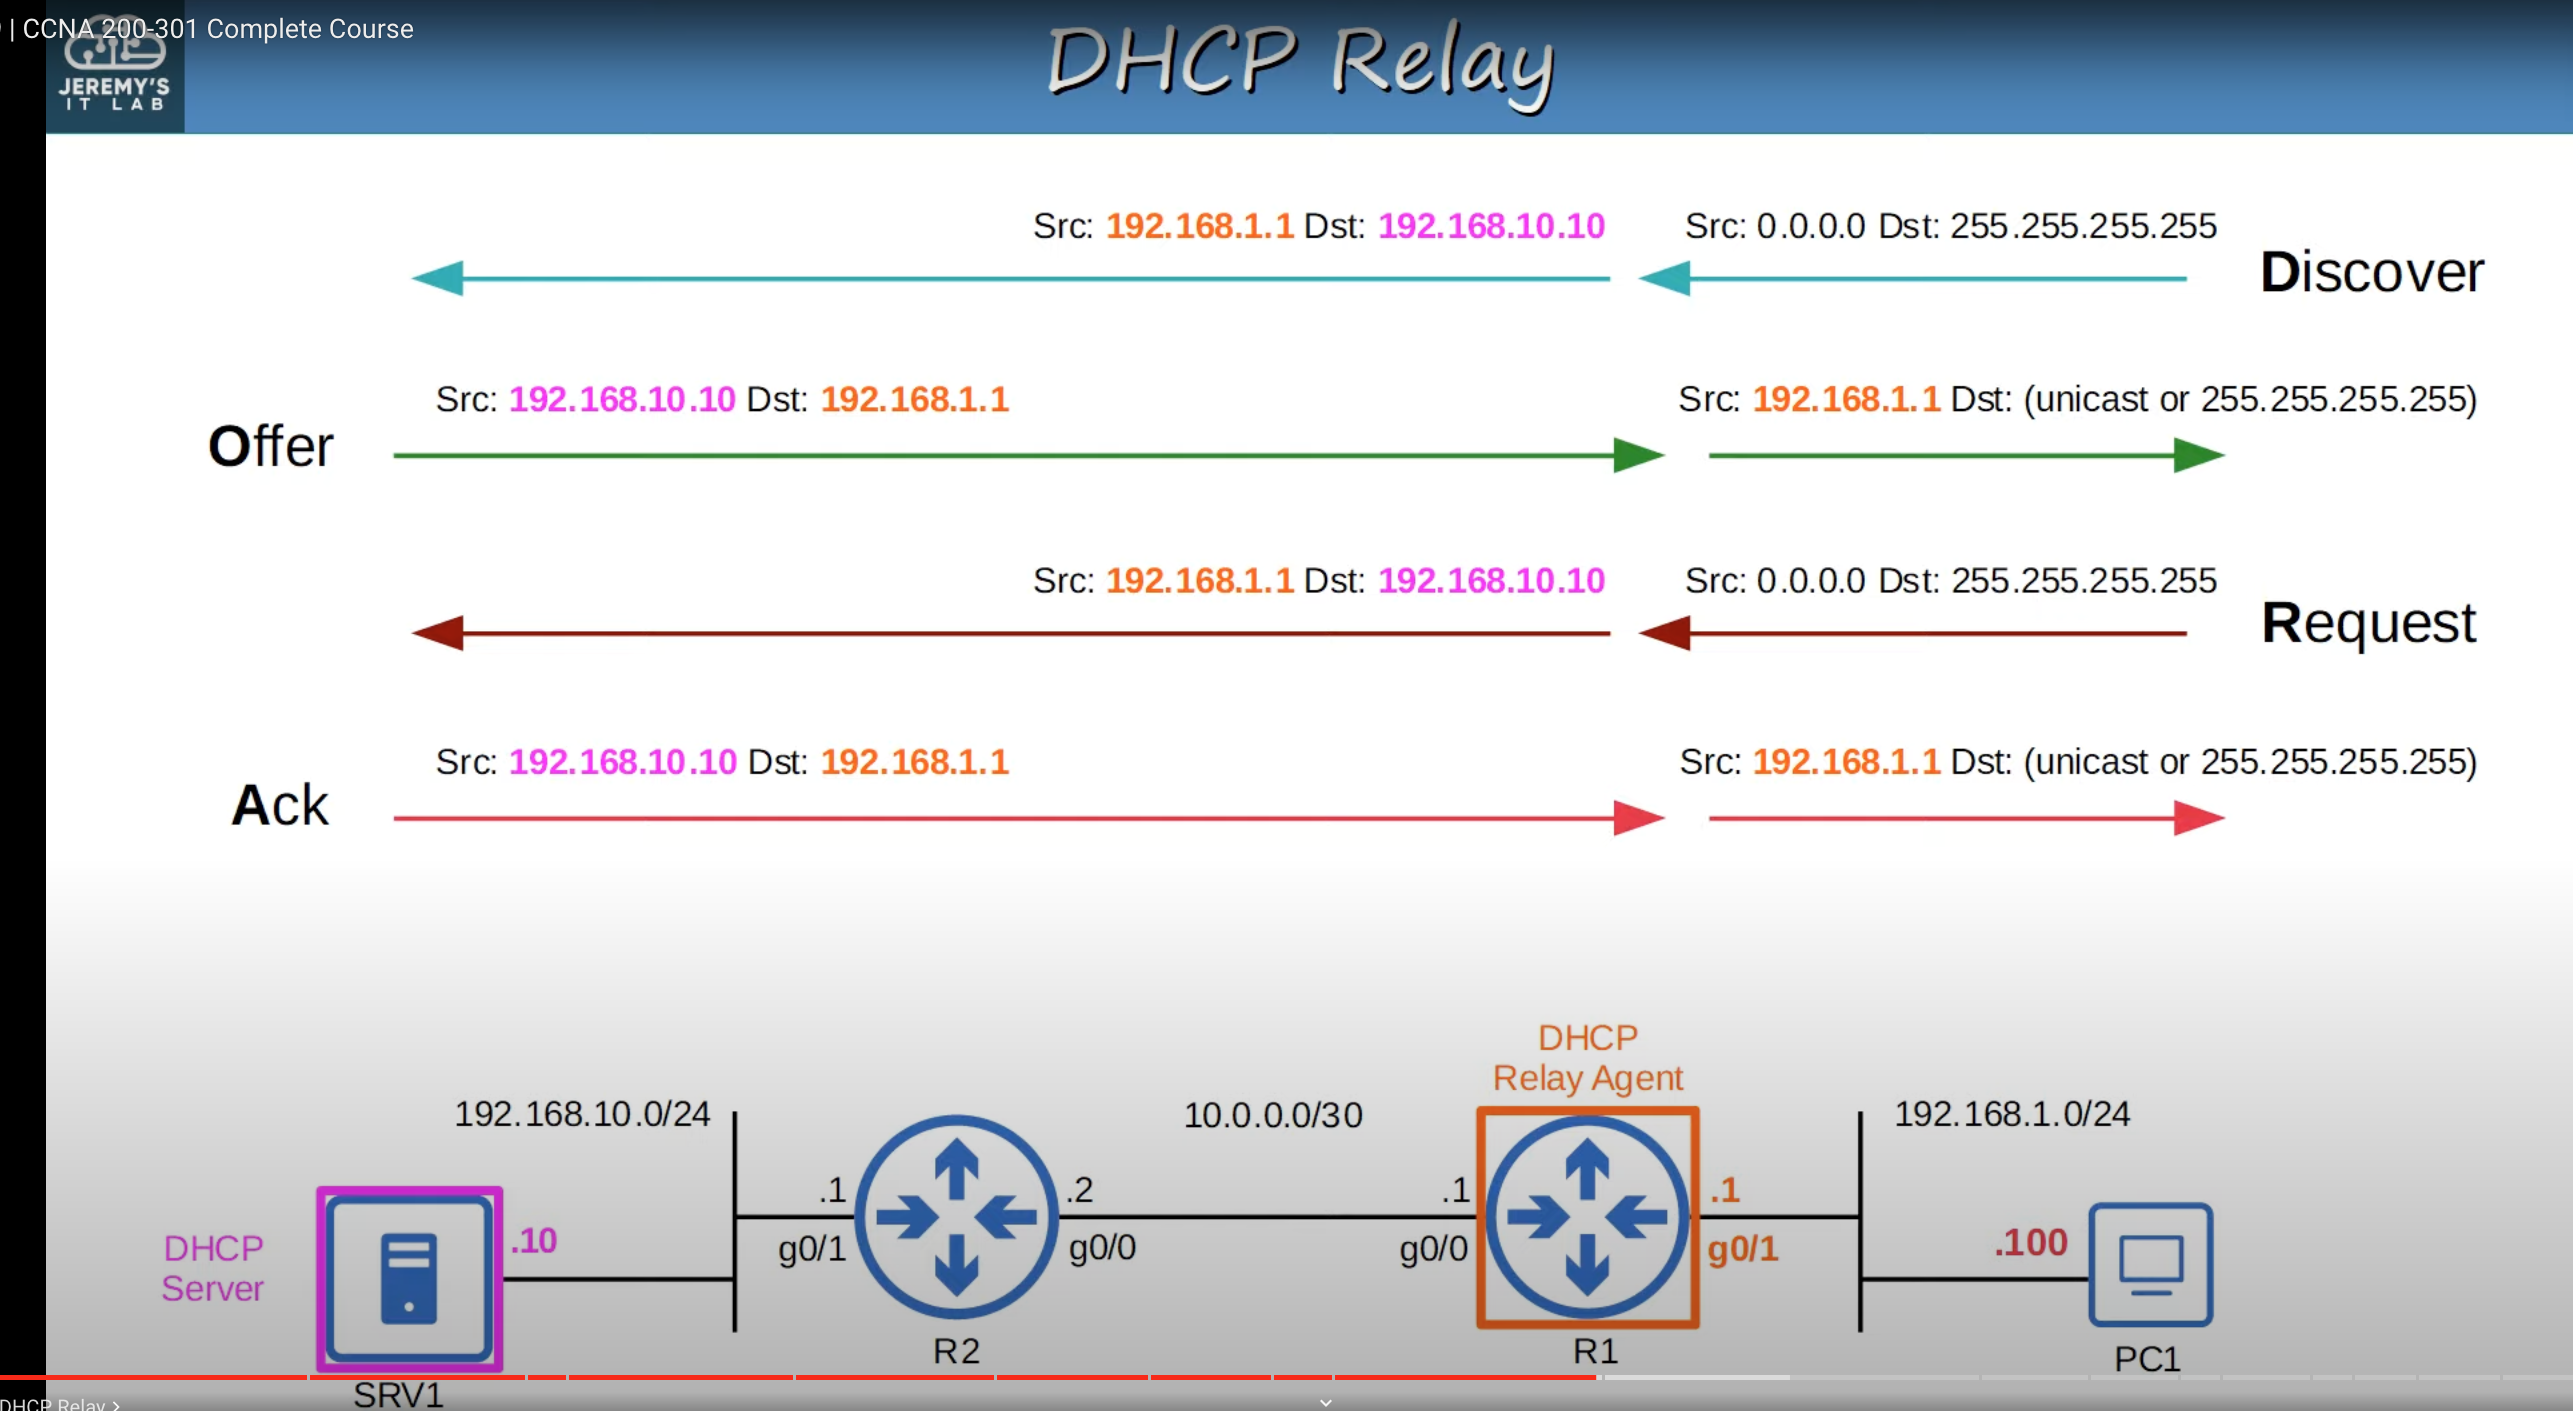 | CCNA 200-301 Complete Course
JEREMY'S
IT LAB
DHCP Relay
Src: 192.168.1.1 Dst: 192.168.10.10
Src: 0.0.0.0 Dst: 255.255.255.255
Discover
Src: 192.168.10.10 Dst: 192.168.1.1
Src: 192.168.1.1 Dst: (unicast or 255.255.255.255)
Offer
Src: 192.168.1.1 Dst: 192.168.10.10
Src: 0.0.0.0 Dst: 255.255.255.255
Request
Src: 192.168.10.10 Dst: 192.168.1.1
Src: 192.168.1.1 Dst: (unicast or 255.255.255.255)
Ack
DHCP
Relay Agent
192.168.10.0/24
10.0.0.0/30
192.168.1.0/24
.1
.2
.1
.1
DHCP
Server
.10
g0/1
g0/0
g0/0
g0/1
.100
R2
R1
PC1
SRV1
DHCP Relay >